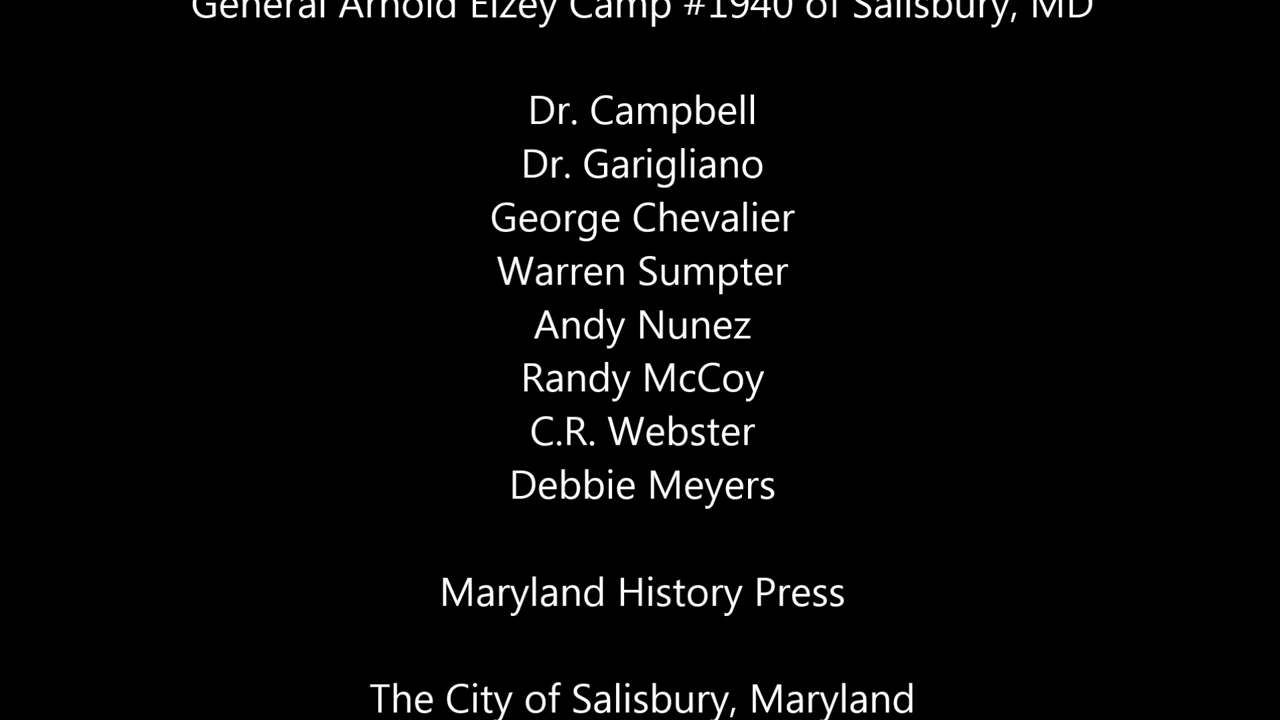 General Arnold Elzey Camp #1940 of Salisbury, MD
Dr. Campbell
Dr. Garigliano
George Chevalier
Warren Sumpter
Andy Nunez
Randy McCoy
C.R. Webster
Debbie Meyers
Maryland History Press
The City of Salisbury, Maryland